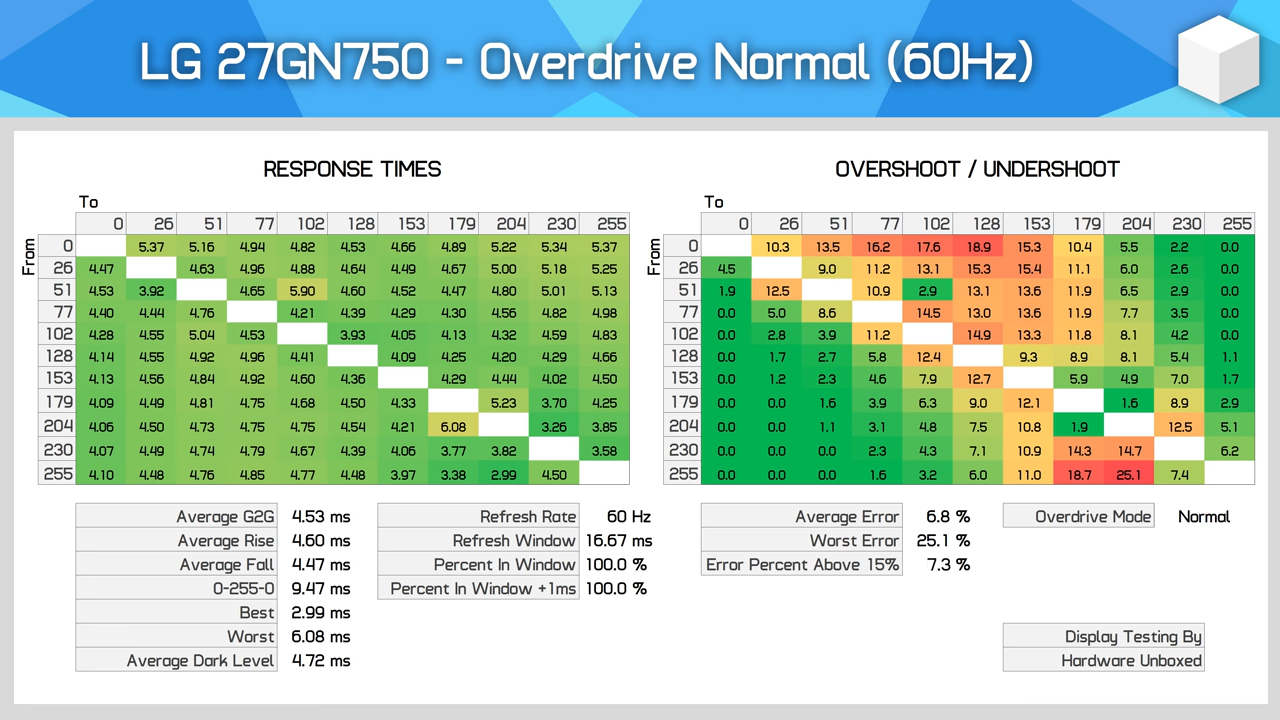 LG 27GN750 - Overdrive Normal (60Hz)
RESPONSE TIMES
To
0 26 51 77 102 128 153 179 204 230 255
From
0 5.37 5.16 4.94 4.82 4.53 4.66 4.89 5.22 5.34 5.37
26 4.47 4.63 4.96 4.88 4.64 4.49 4.67 5.00 5.18 5.25
51 4.53 3.92 4.65 5.90 4.60 4.52 4.47 4.80 5.01 5.13
77 4.40 4.44 4.76 4.21 4.39 4.29 4.30 4.56 4.82 4.98
102 4.28 4.55 5.04 4.53 3.93 4.05 4.13 4.32 4.59 4.83
128 4.14 4.55 4.92 4.96 4.41 4.09 4.25 4.20 4.29 4.66
153 4.13 4.56 4.84 4.92 4.60 4.36 4.29 4.44 4.02 4.50
179 4.09 4.49 4.81 4.75 4.68 4.50 4.33 5.23 3.70 4.25
204 4.06 4.50 4.73 4.75 4.75 4.54 4.21 6.08 3.26 3.85
230 4.07 4.49 4.74 4.79 4.67 4.39 4.06 3.77 3.82 3.58
255 4.10 4.48 4.76 4.85 4.77 4.48 3.97 3.38 2.99 4.50
OVERSHOOT / UNDERSHOOT
To
0 26 51 77 102 128 153 179 204 230 255
From
0 10.3 13.5 16.2 17.6 18.9 15.3 10.4 5.5 2.2 0.0
26 4.5 9.0 11.2 13.1 15.3 15.4 11.1 6.0 2.6 0.0
51 1.9 12.5 10.9 2.9 13.1 13.6 11.9 6.5 2.9 0.0
77 0.0 5.0 8.6 14.5 13.0 13.6 11.9 7.7 3.5 0.0
102 0.0 2.8 3.9 11.2 14.9 13.3 11.8 8.1 4.2 0.0
128 0.0 1.7 2.7 5.8 12.4 9.3 8.9 8.1 5.4 1.1
153 0.0 1.2 2.3 4.6 7.9 12.7 5.9 4.9 7.0 1.7
179 0.0 0.0 1.6 3.9 6.3 9.0 12.1 1.6 8.9 2.9
204 0.0 0.0 1.1 3.1 4.8 7.5 10.8 1.9 12.5 5.1
230 0.0 0.0 0.0 2.3 4.3 7.1 10.9 14.3 14.7 6.2
255 0.0 0.0 0.0 1.6 3.2 6.0 11.0 18.7 25.1 7.4
Average G2G 4.53 ms
Average Rise 4.60 ms
Average Fall 4.47 ms
0-255-0 9.47 ms
Best 2.99 ms
Worst 6.08 ms
Average Dark Level 4.72 ms
Refresh Rate 60 Hz
Refresh Window 16.67 ms
Percent In Window 100.0 %
Percent In Window +1ms 100.0 %
Average Error 6.8 %
Worst Error 25.1 %
Error Percent Above 15% 7.3 %
Overdrive Mode Normal
Display Testing By
Hardware Unboxed